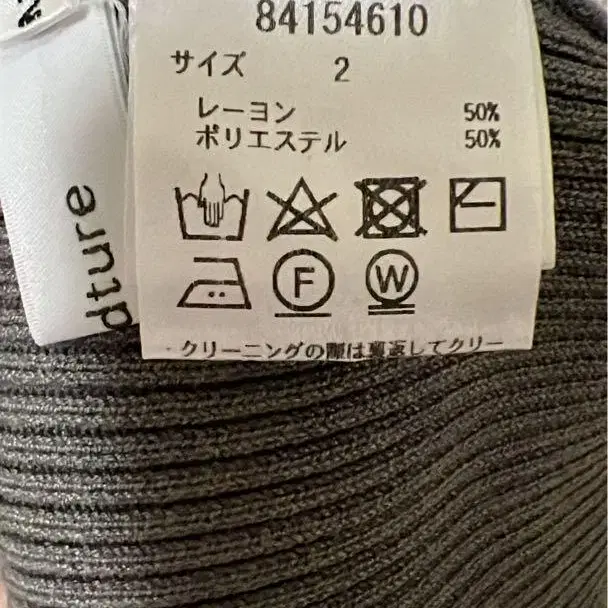 84154610
サイズ 2
レーヨン 50%
ポリエステル 50%
F W
・クリーニングの際は裏返してクリー
dture